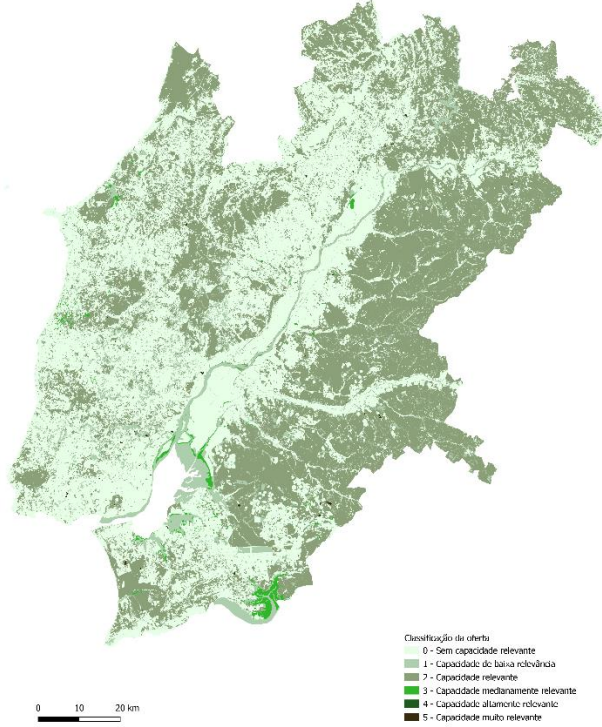 Classificação da oferta
0 - Sem capacidade relevante
1 - Capacidade de baixa relevância
2 - Capacidade relevante
3 - Capacidade medianamente relevante
4 - Capacidade altamente relevante
5 - Capacidade muito relevante
0 10 20 km